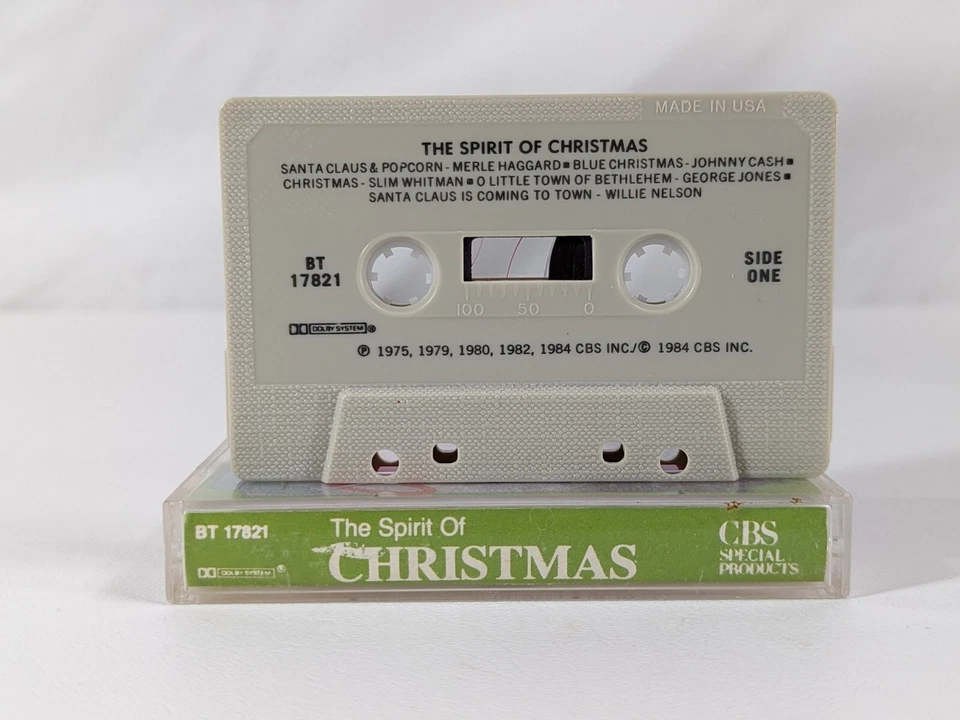 MADE IN USA
THE SPIRIT OF CHRISTMAS
SANTA CLAUS & POPCORN - MERLE HAGGARD ■ BLUE CHRISTMAS - JOHNNY CASH ■
CHRISTMAS - SLIM WHITMAN ■ O LITTLE TOWN OF BETHLEHEM - GEORGE JONES ■
SANTA CLAUS IS COMING TO TOWN - WILLIE NELSON
BT
17821
SIDE
ONE
100 50 0
DOLBY SYSTEM ®
℗ 1975, 1979, 1980, 1982, 1984 CBS INC./© 1984 CBS INC.
BT 17821
DOLBY SYSTEM ®
The Spirit Of
CHRISTMAS
CBS
SPECIAL
PRODUCTS